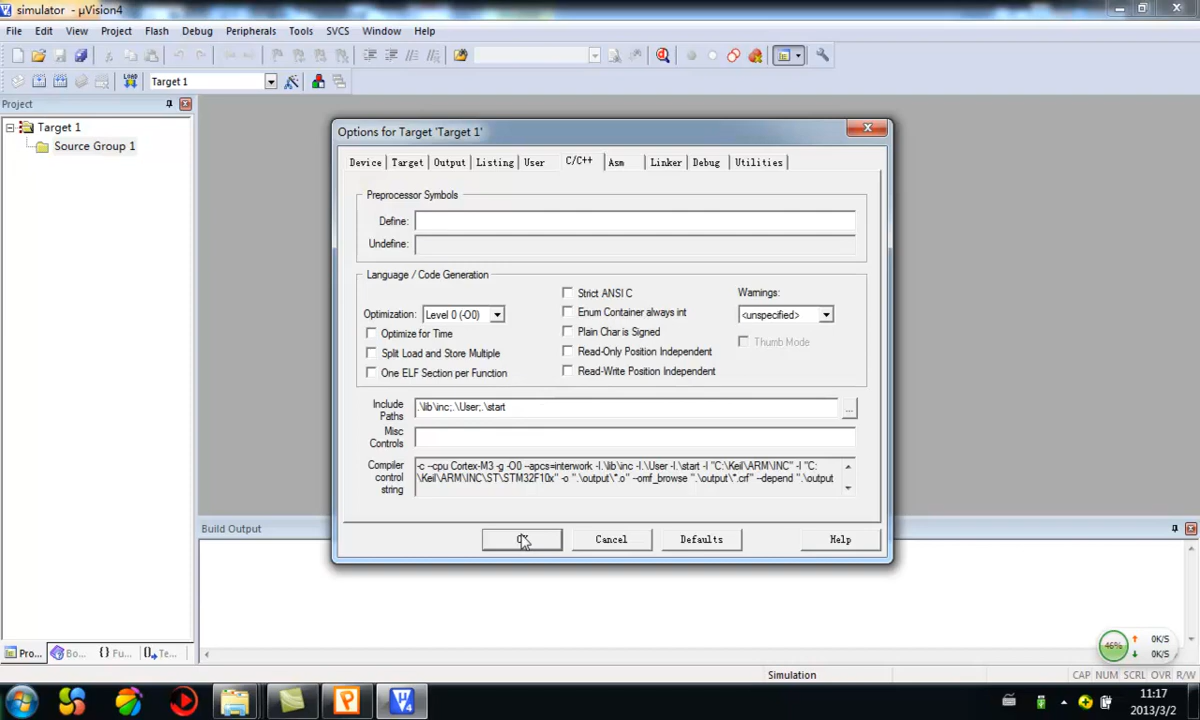 simulator - µVision4
File Edit View Project Flash Debug Peripherals Tools SVCS Window Help
LOAD
Target 1
Project
Target 1
Source Group 1
Options for Target 'Target 1'
Device Target Output Listing User C/C++ Asm Linker Debug Utilities
Preprocessor Symbols
Define:
Undefine:
Language / Code Generation
Optimization: Level 0 (-O0)
Optimize for Time
Split Load and Store Multiple
One ELF Section per Function
Strict ANSI C
Enum Container always int
Plain Char is Signed
Read-Only Position Independent
Read-Write Position Independent
Warnings:
<unspecified>
Thumb Mode
Include
Paths
.\lib\inc;.\User;.\start
...
Misc
Controls
Compiler
control
string
-c --cpu Cortex-M3 -g -O0 --apcs=interwork -I.\lib\inc -I.\User -I.\start -I "C:\Keil\ARM\INC" -I "C:
\Keil\ARM\INC\ST\STM32F10x" -o ".\output\*.o" --omf_browse ".\output\*.crf" --depend ".\output
Cancel Defaults Help
Build Output
Pro... Bo... {} Fu... Te...
46%
0K/S
0K/S
Simulation
CAP NUM SCRL OVR R/W
11:17
2013/3/2